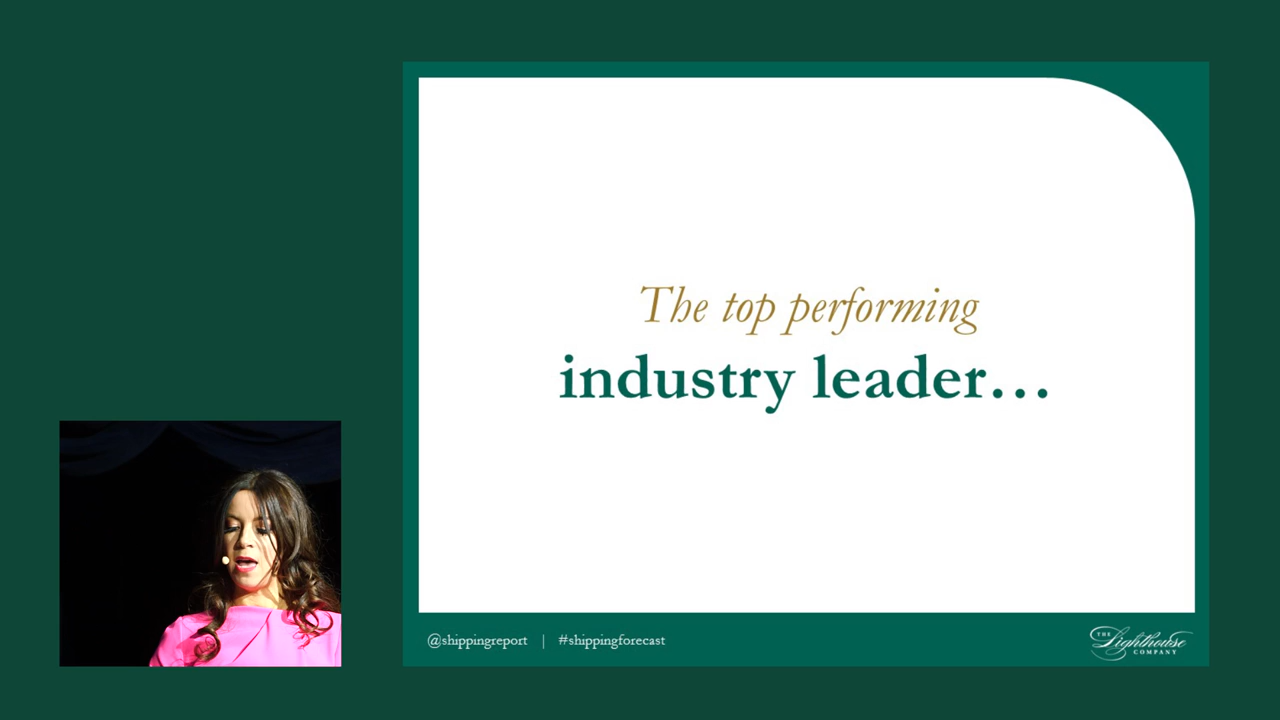 The top performing
industry leader…
@shippingreport | #shippingforecast
THE
Lighthouse
COMPANY